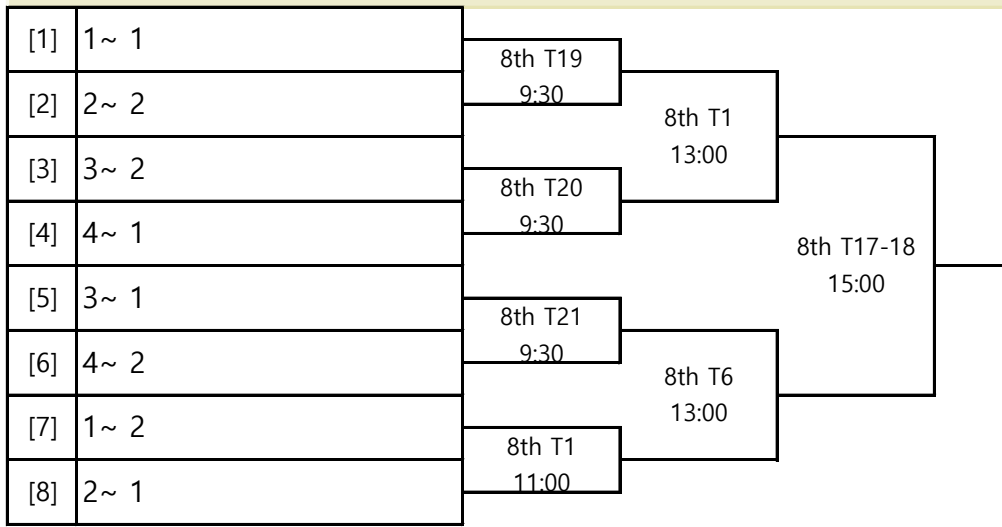 [1] 1~ 1
[2] 2~ 2
[3] 3~ 2
[4] 4~ 1
[5] 3~ 1
[6] 4~ 2
[7] 1~ 2
[8] 2~ 1
8th T19
9:30
8th T20
9:30
8th T21
9:30
8th T1
11:00
8th T1
13:00
8th T6
13:00
8th T17-18
15:00